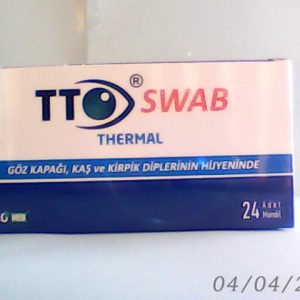 TTO® SWAB
THERMAL
GÖZ KAPAĞI, KAŞ ve KİRPİK DİPLERİNİN HİJYENİNDE
24 Adet
Mendil
04/04/2